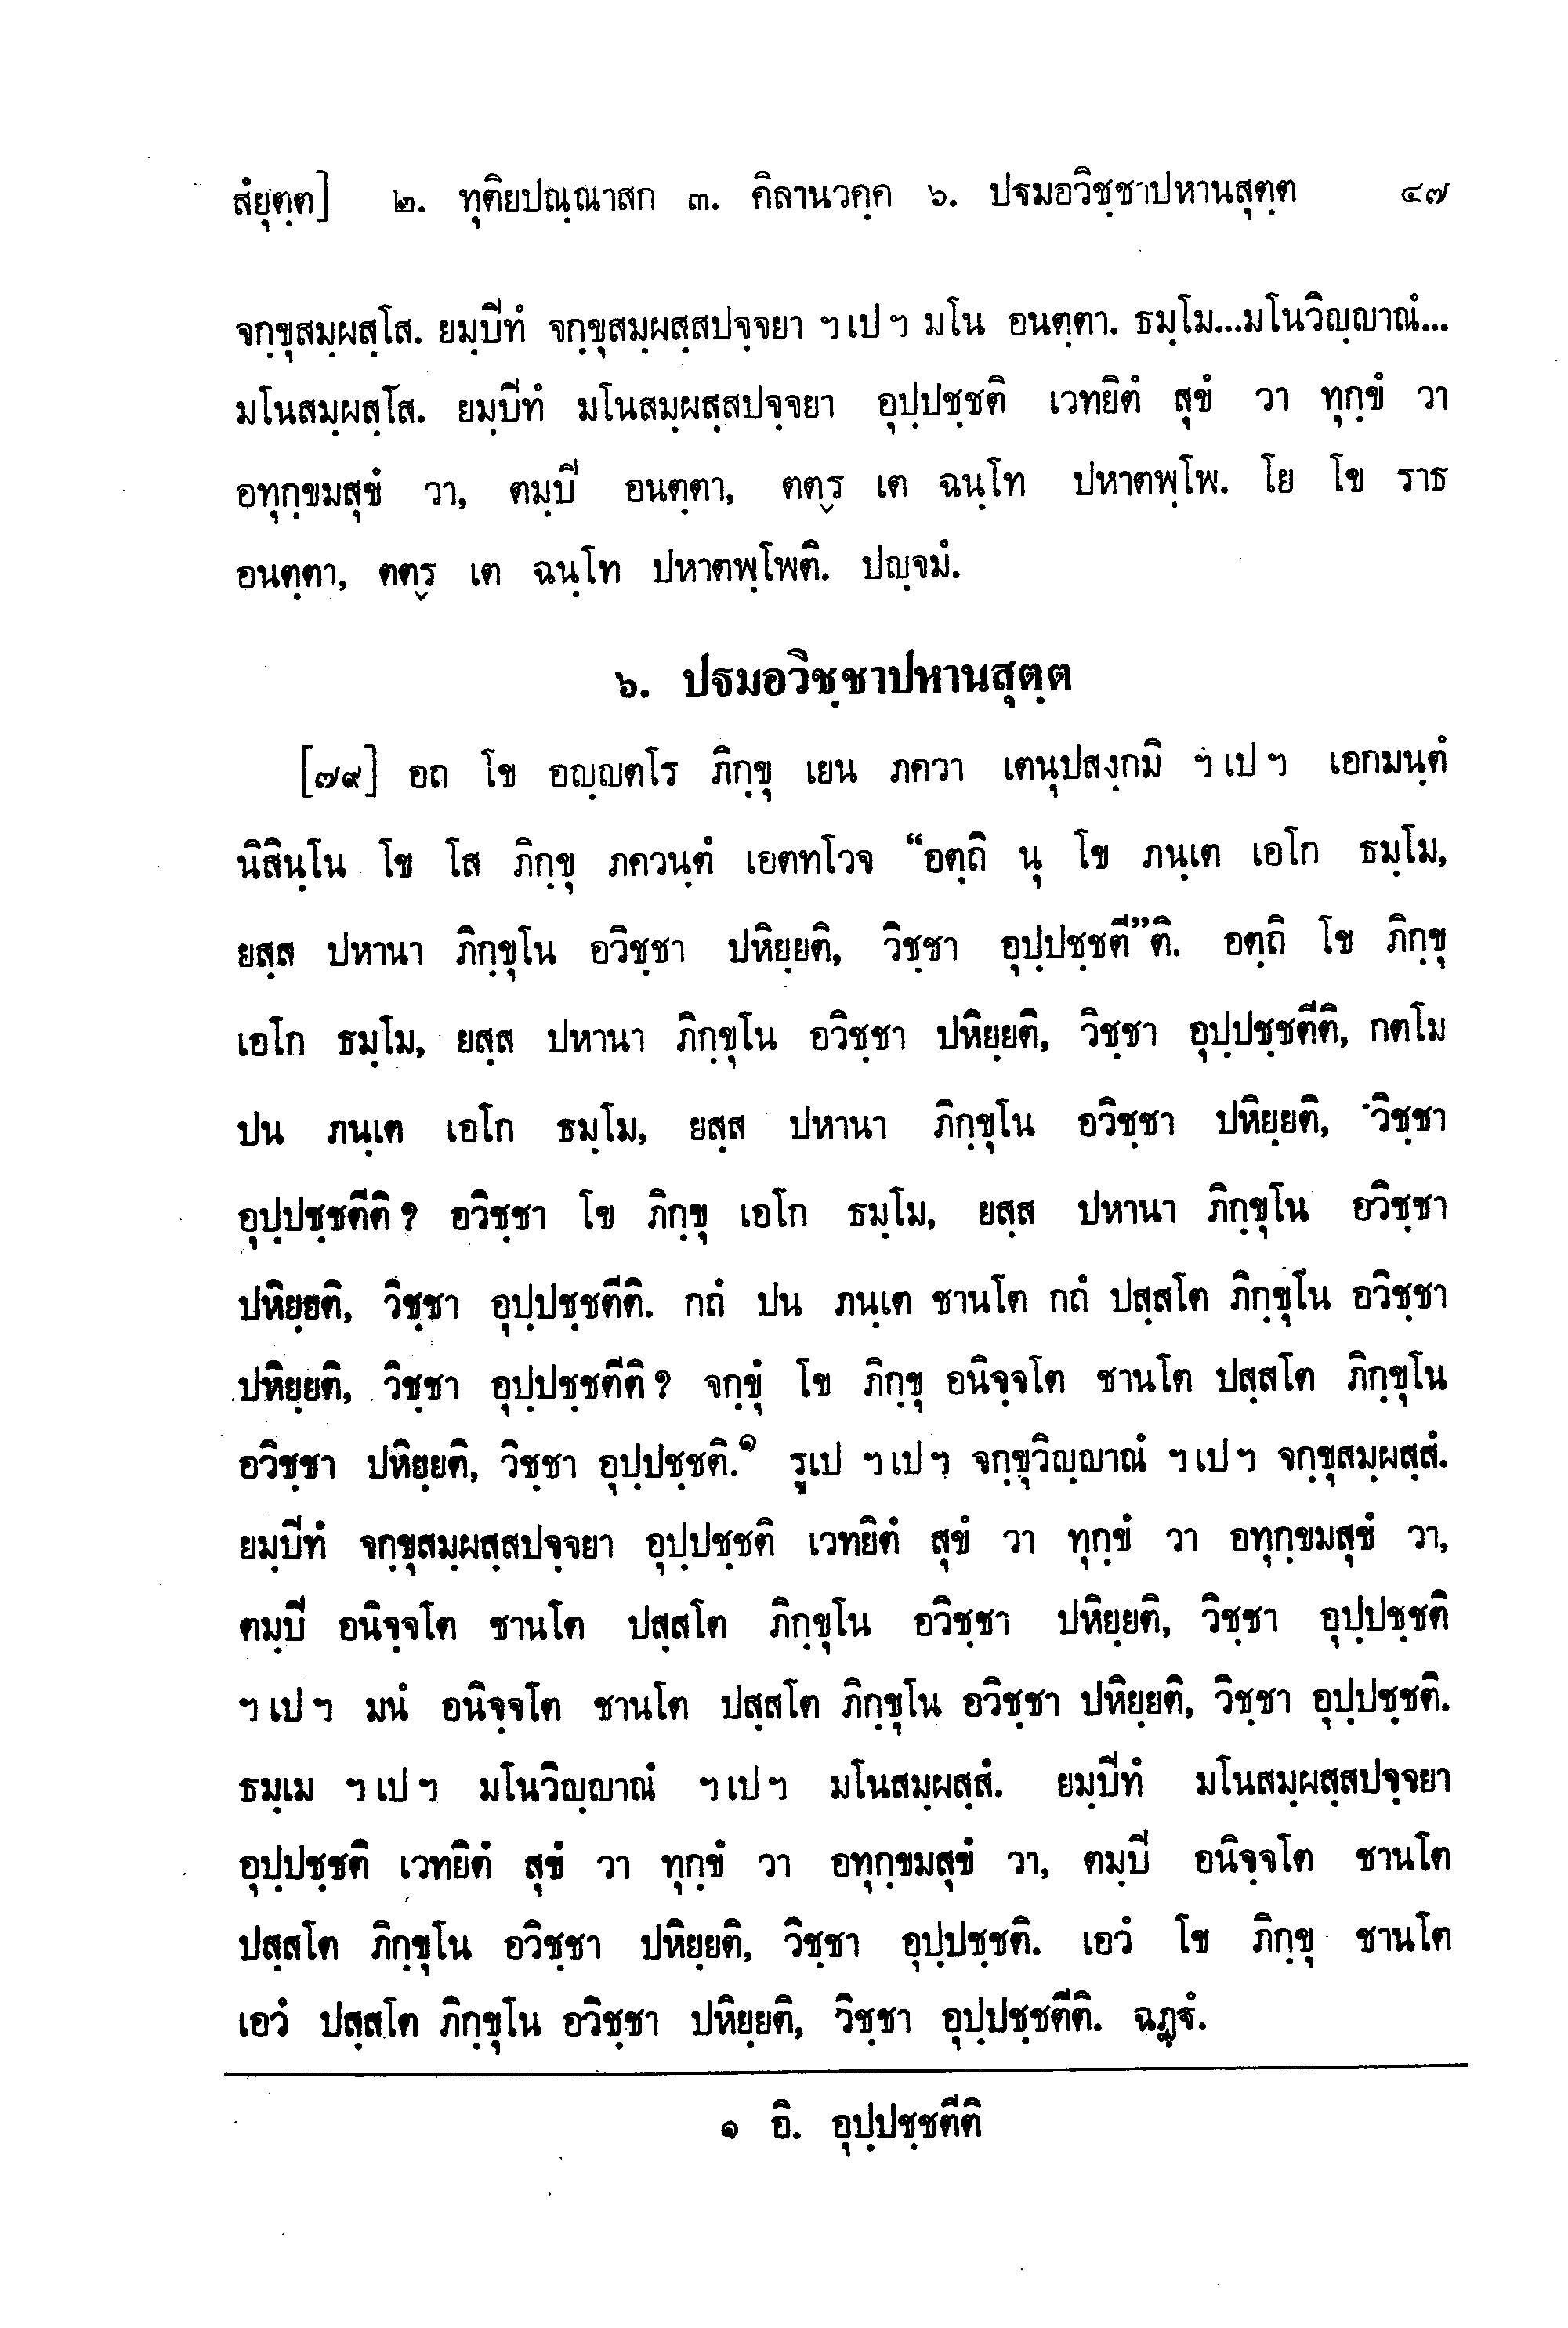 สํยุตฺต] ๒. ทุติยปณฺณาสก ๓. คิลานวคฺค ๖. ปฐมอวิชฺชาปหานสุตฺต ๔๗
จกฺขุสมฺผสฺโส. ยมฺปีทํ จกฺขุสมฺผสฺสปจฺจยา ฯ เป ฯ มโน อนตฺตา. ธมฺโม...มโนวิญฺญาณํ...
มโนสมฺผสฺโส. ยมฺปีทํ มโนสมฺผสฺสปจฺจยา อุปฺปชฺชติ เวทยิตํ สุขํ วา ทุกฺขํ วา
อทุกฺขมสุขํ วา, ตมฺปี อนตฺตา, ตตฺร เต ฉนฺโท ปหาตพฺโพ. โย โข ราธ
อนตฺตา, ตตฺร เต ฉนฺโท ปหาตพฺโพติ. ปญฺจมํ.
๖. ปฐมอวิชฺชาปหานสุตฺต
[๗๙] อถ โข อญฺญตโร ภิกฺขุ เยน ภควา เตนุปสงฺกมิ ฯ เป ฯ เอกมนฺตํ
นิสินฺโน โข โส ภิกฺขุ ภควนฺตํ เอตทโวจ “อตฺถิ นุ โข ภนฺเต เอโก ธมฺโม,
ยสฺส ปหานา ภิกฺขุโน อวิชฺชา ปหิยฺยติ, วิชฺชา อุปฺปชฺชตี”ติ. อตฺถิ โข ภิกฺขุ
เอโก ธมฺโม, ยสฺส ปหานา ภิกฺขุโน อวิชฺชา ปหิยฺยติ, วิชฺชา อุปฺปชฺชตีติ, กตโม
ปน ภนฺเต เอโก ธมฺโม, ยสฺส ปหานา ภิกฺขุโน อวิชฺชา ปหิยฺยติ, วิชฺชา
อุปฺปชฺชตีติ? อวิชฺชา โข ภิกฺขุ เอโก ธมฺโม, ยสฺส ปหานา ภิกฺขุโน อวิชฺชา
ปหิยฺยติ, วิชฺชา อุปฺปชฺชตีติ. กถํ ปน ภนฺเต ชานโต กถํ ปสฺสโต ภิกฺขุโน อวิชฺชา
ปหิยฺยติ, วิชฺชา อุปฺปชฺชตีติ? จกฺขุํ โข ภิกฺขุ อนิจฺจโต ชานโต ปสฺสโต ภิกฺขุโน
อวิชฺชา ปหิยฺยติ, วิชฺชา อุปฺปชฺชติ.๑ รูเป ฯ เป ฯ จกฺขุวิญฺญาณํ ฯ เป ฯ จกฺขุสมฺผสฺสํ.
ยมฺปีทํ จกฺขุสมฺผสฺสปจฺจยา อุปฺปชฺชติ เวทยิตํ สุขํ วา ทุกฺขํ วา อทุกฺขมสุขํ วา,
ตมฺปี อนิจฺจโต ชานโต ปสฺสโต ภิกฺขุโน อวิชฺชา ปหิยฺยติ, วิชฺชา อุปฺปชฺชติ
ฯ เป ฯ มนํ อนิจฺจโต ชานโต ปสฺสโต ภิกฺขุโน อวิชฺชา ปหิยฺยติ, วิชฺชา อุปฺปชฺชติ.
ธมฺเม ฯ เป ฯ มโนวิญฺญาณํ ฯ เป ฯ มโนสมฺผสฺสํ. ยมฺปีทํ มโนสมฺผสฺสปจฺจยา
อุปฺปชฺชติ เวทยิตํ สุขํ วา ทุกฺขํ วา อทุกฺขมสุขํ วา, ตมฺปี อนิจฺจโต ชานโต
ปสฺสโต ภิกฺขุโน อวิชฺชา ปหิยฺยติ, วิชฺชา อุปฺปชฺชติ. เอวํ โข ภิกฺขุ ชานโต
เอวํ ปสฺสโต ภิกฺขุโน อวิชฺชา ปหิยฺยติ, วิชฺชา อุปฺปชฺชตีติ. ฉฏฺฐํ.
๑ อิ. อุปฺปชฺชตีติ